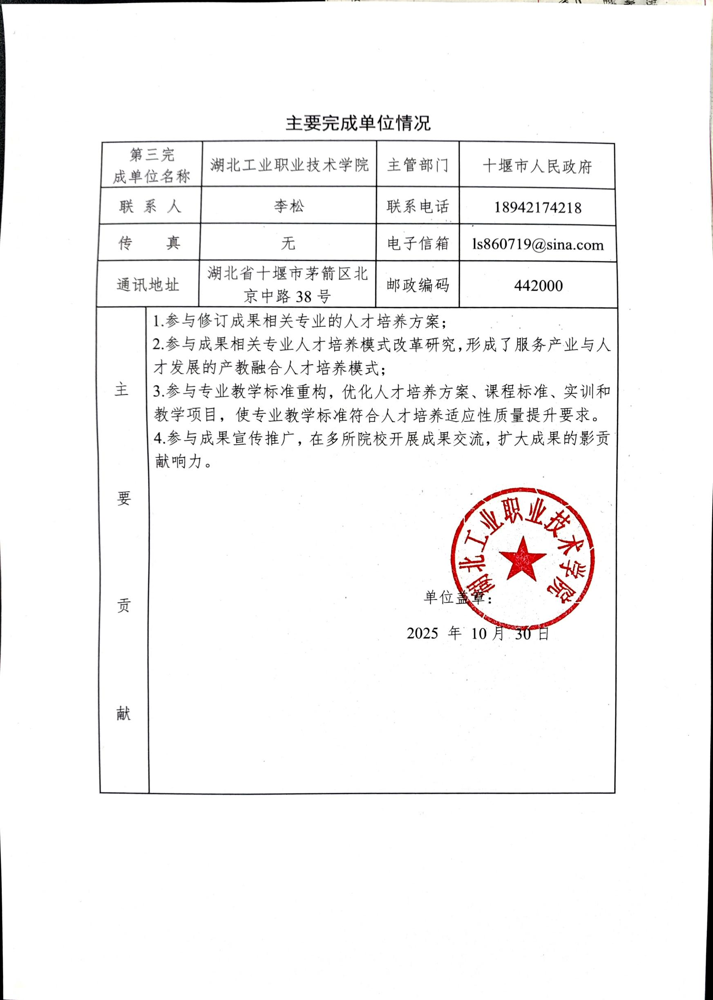 主要完成单位情况
第三完
成单位名称
湖北工业职业技术学院
主管部门
十堰市人民政府
联 系 人
李松
联系电话
18942174218
传 真
无
电子信箱
ls860719@sina.com
通讯地址
湖北省十堰市茅箭区北
京中路 38 号
邮政编码
442000
主
要
贡
献
1.参与修订成果相关专业的人才培养方案；
2.参与成果相关专业人才培养模式改革研究，形成了服务产业与人
才发展的产教融合人才培养模式；
3.参与专业教学标准重构，优化人才培养方案、课程标准、实训和
教学项目，使专业教学标准符合人才培养适应性质量提升要求。
4.参与成果宣传推广，在多所院校开展成果交流，扩大成果的影贡
献响力。
湖北工业职业技术学院
单位盖章：
2025 年 10 月 30 日